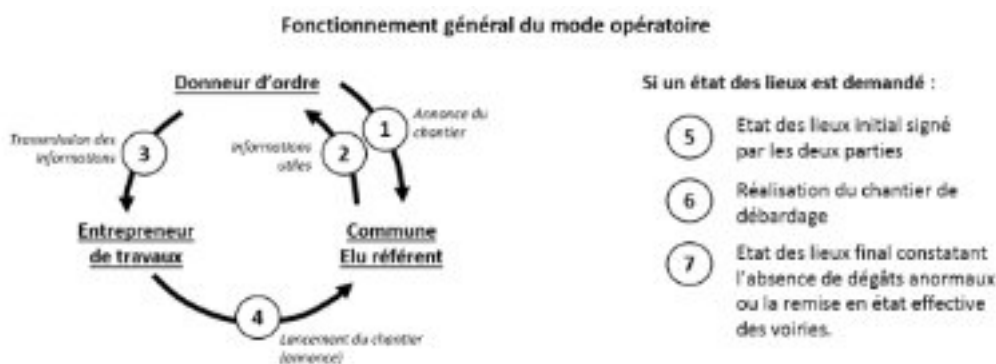 Fonctionnement général du mode opératoire
Donneur d'ordre
1
Annonce du
chantier
Transmission des
informations
3
Informations
utiles
2
Entrepreneur
de travaux
Commune
Elu référent
4
Lancement du chantier
(annonce)
Si un état des lieux est demandé :
5
Etat des lieux initial signé
par les deux parties
6
Réalisation du chantier de
débardage
7
Etat des lieux final constatant
l'absence de dégâts anormaux
ou la remise en état effective
des voiries.